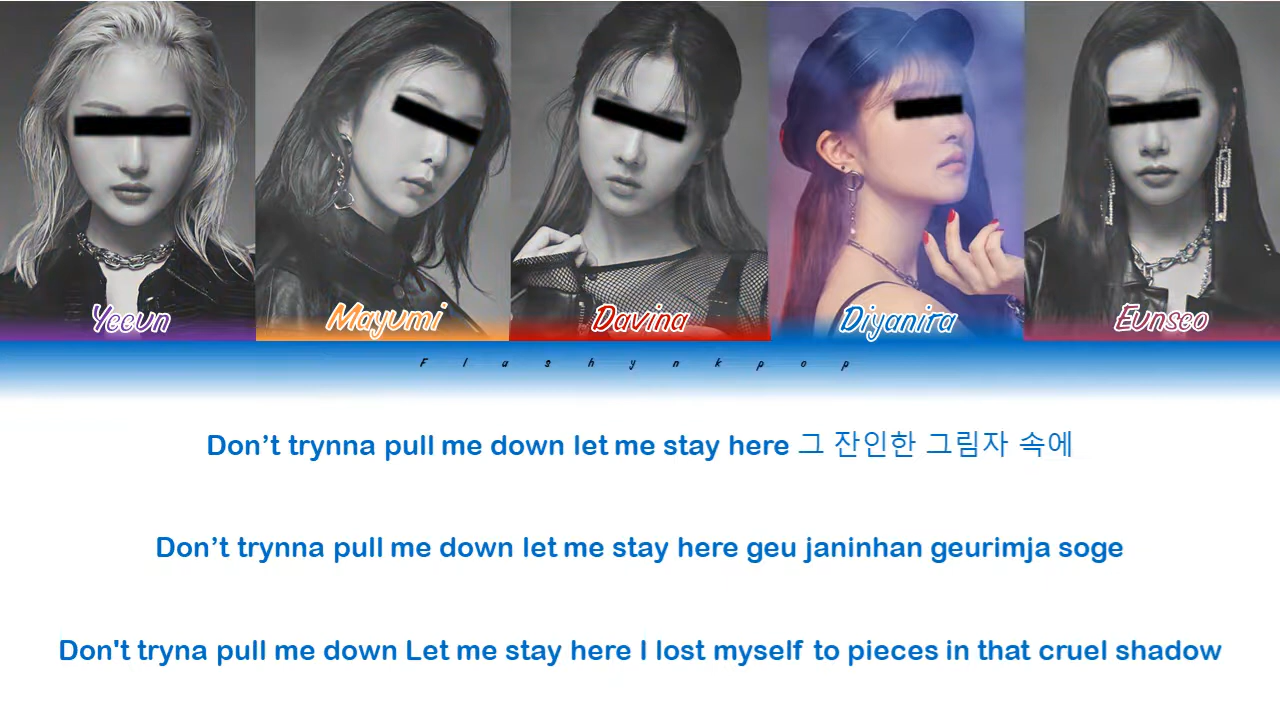 Yeeun Mayumi Davina Diyanira Eunseo
Flashynkpop
Don’t trynna pull me down let me stay here 그 잔인한 그림자 속에
Don’t trynna pull me down let me stay here geu janinhan geurimja soge
Don't tryna pull me down Let me stay here I lost myself to pieces in that cruel shadow